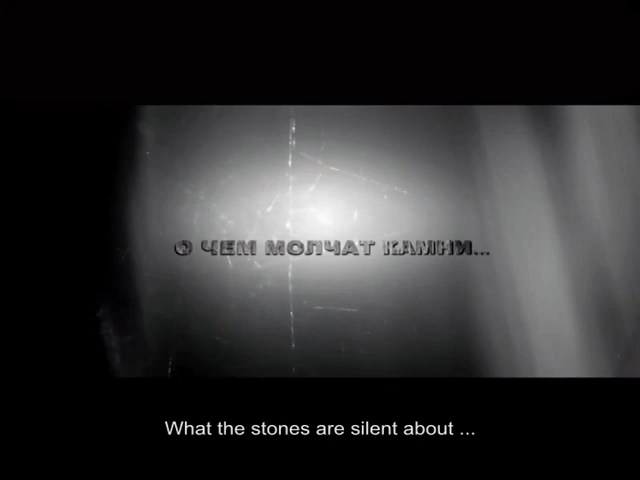 О ЧЕМ МОЛЧАТ КАМНИ...
What the stones are silent about ...